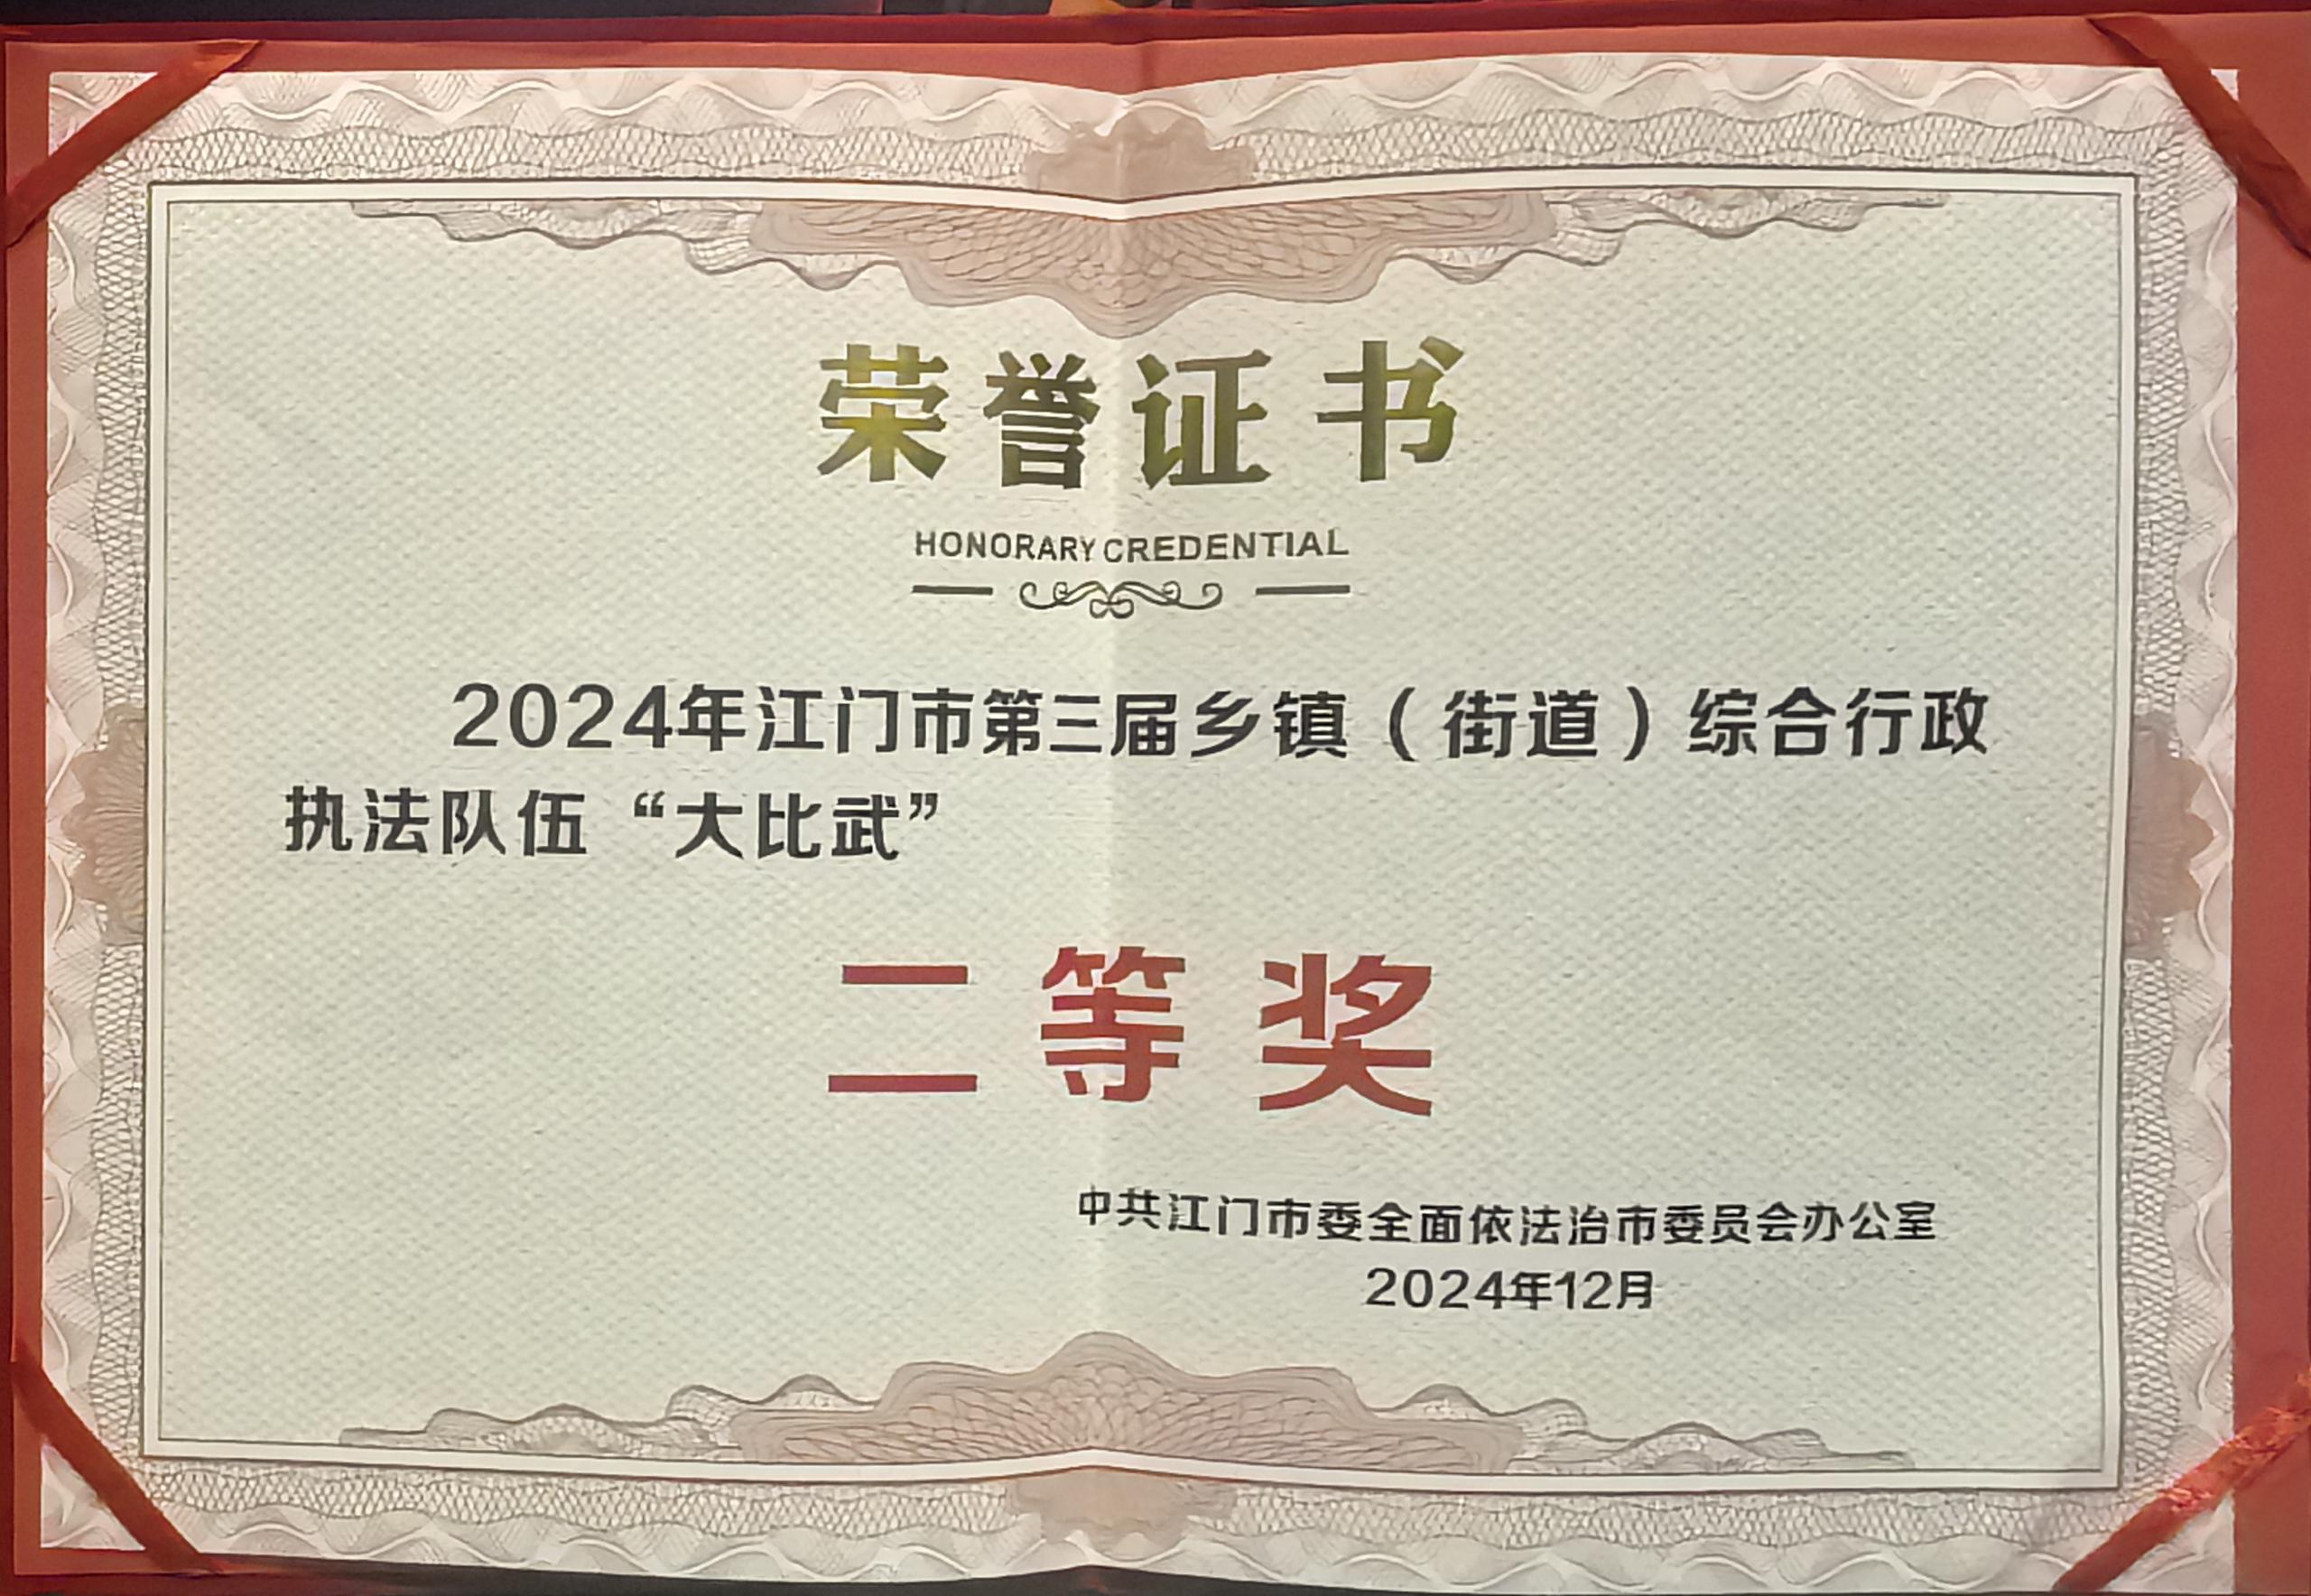 荣誉证书
HONORARY CREDENTIAL
2024年江门市第三届乡镇（街道）综合行政
执法队伍“大比武”
二等奖
中共江门市委全面依法治市委员会办公室
2024年12月